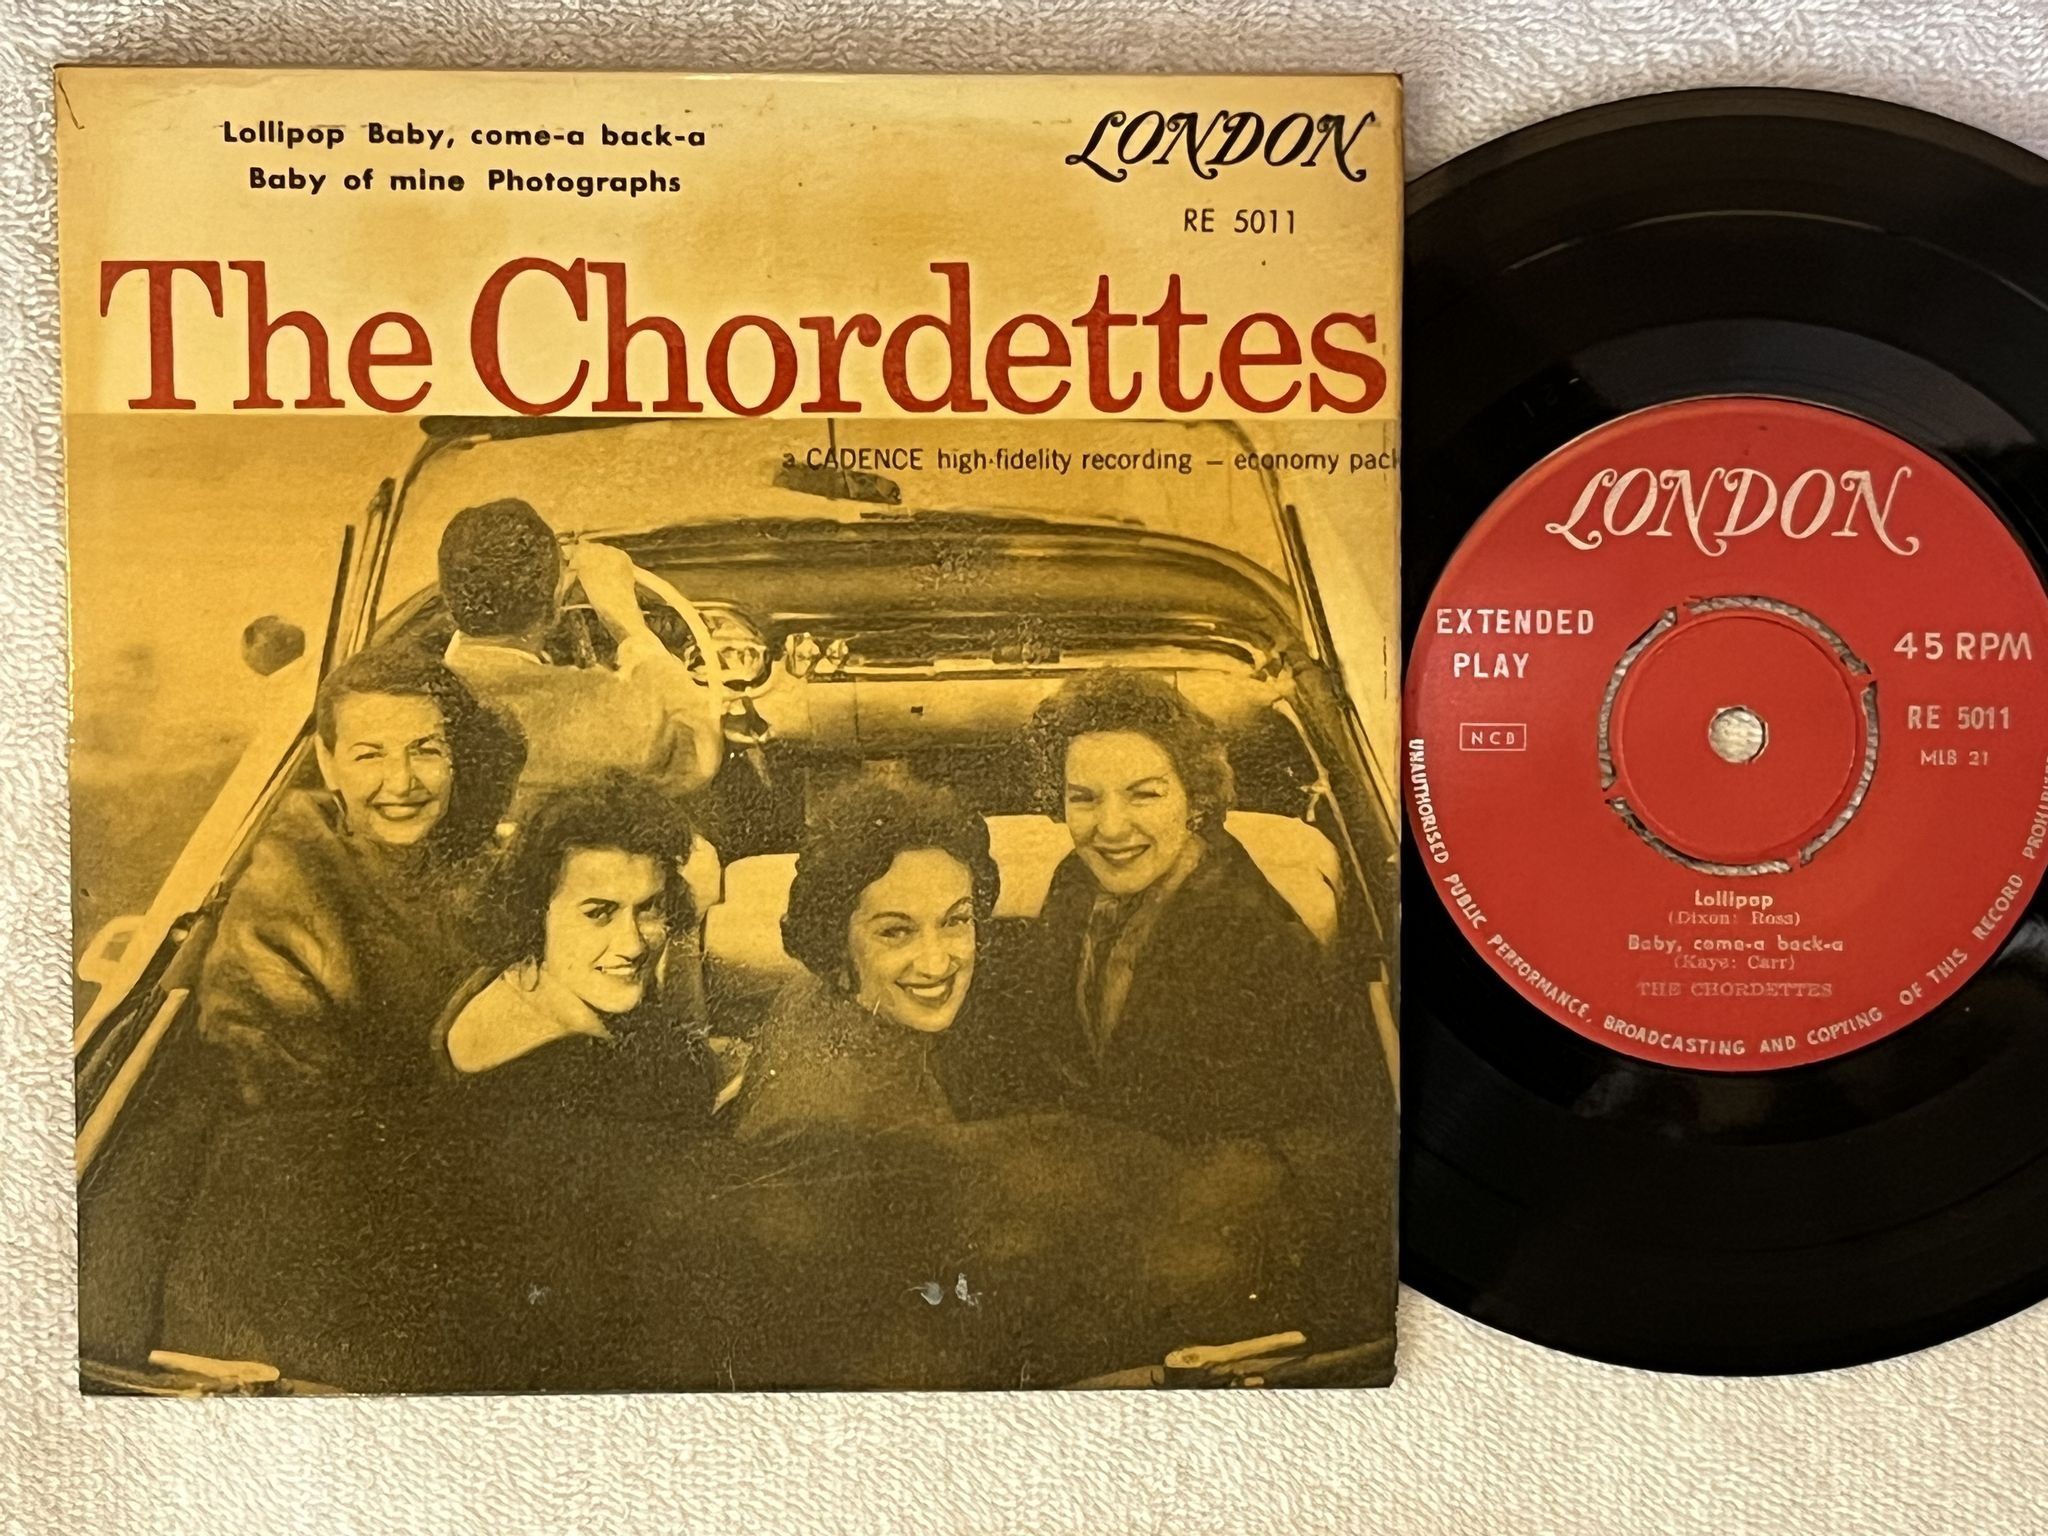 Lollipop Baby, come-a back-a
Baby of mine Photographs
LONDON
RE 5011
The Chordettes
a CADENCE high-fidelity recording – economy pack
LONDON
EXTENDED
PLAY
45 RPM
NCB
RE 5011
MLB 21
Lollipop
(Dixon: Ross)
Baby, come-a back-a
(Kaye: Carr)
THE CHORDETTES
UNAUTHORISED PUBLIC PERFORMANCE, BROADCASTING AND COPYING OF THIS RECORD